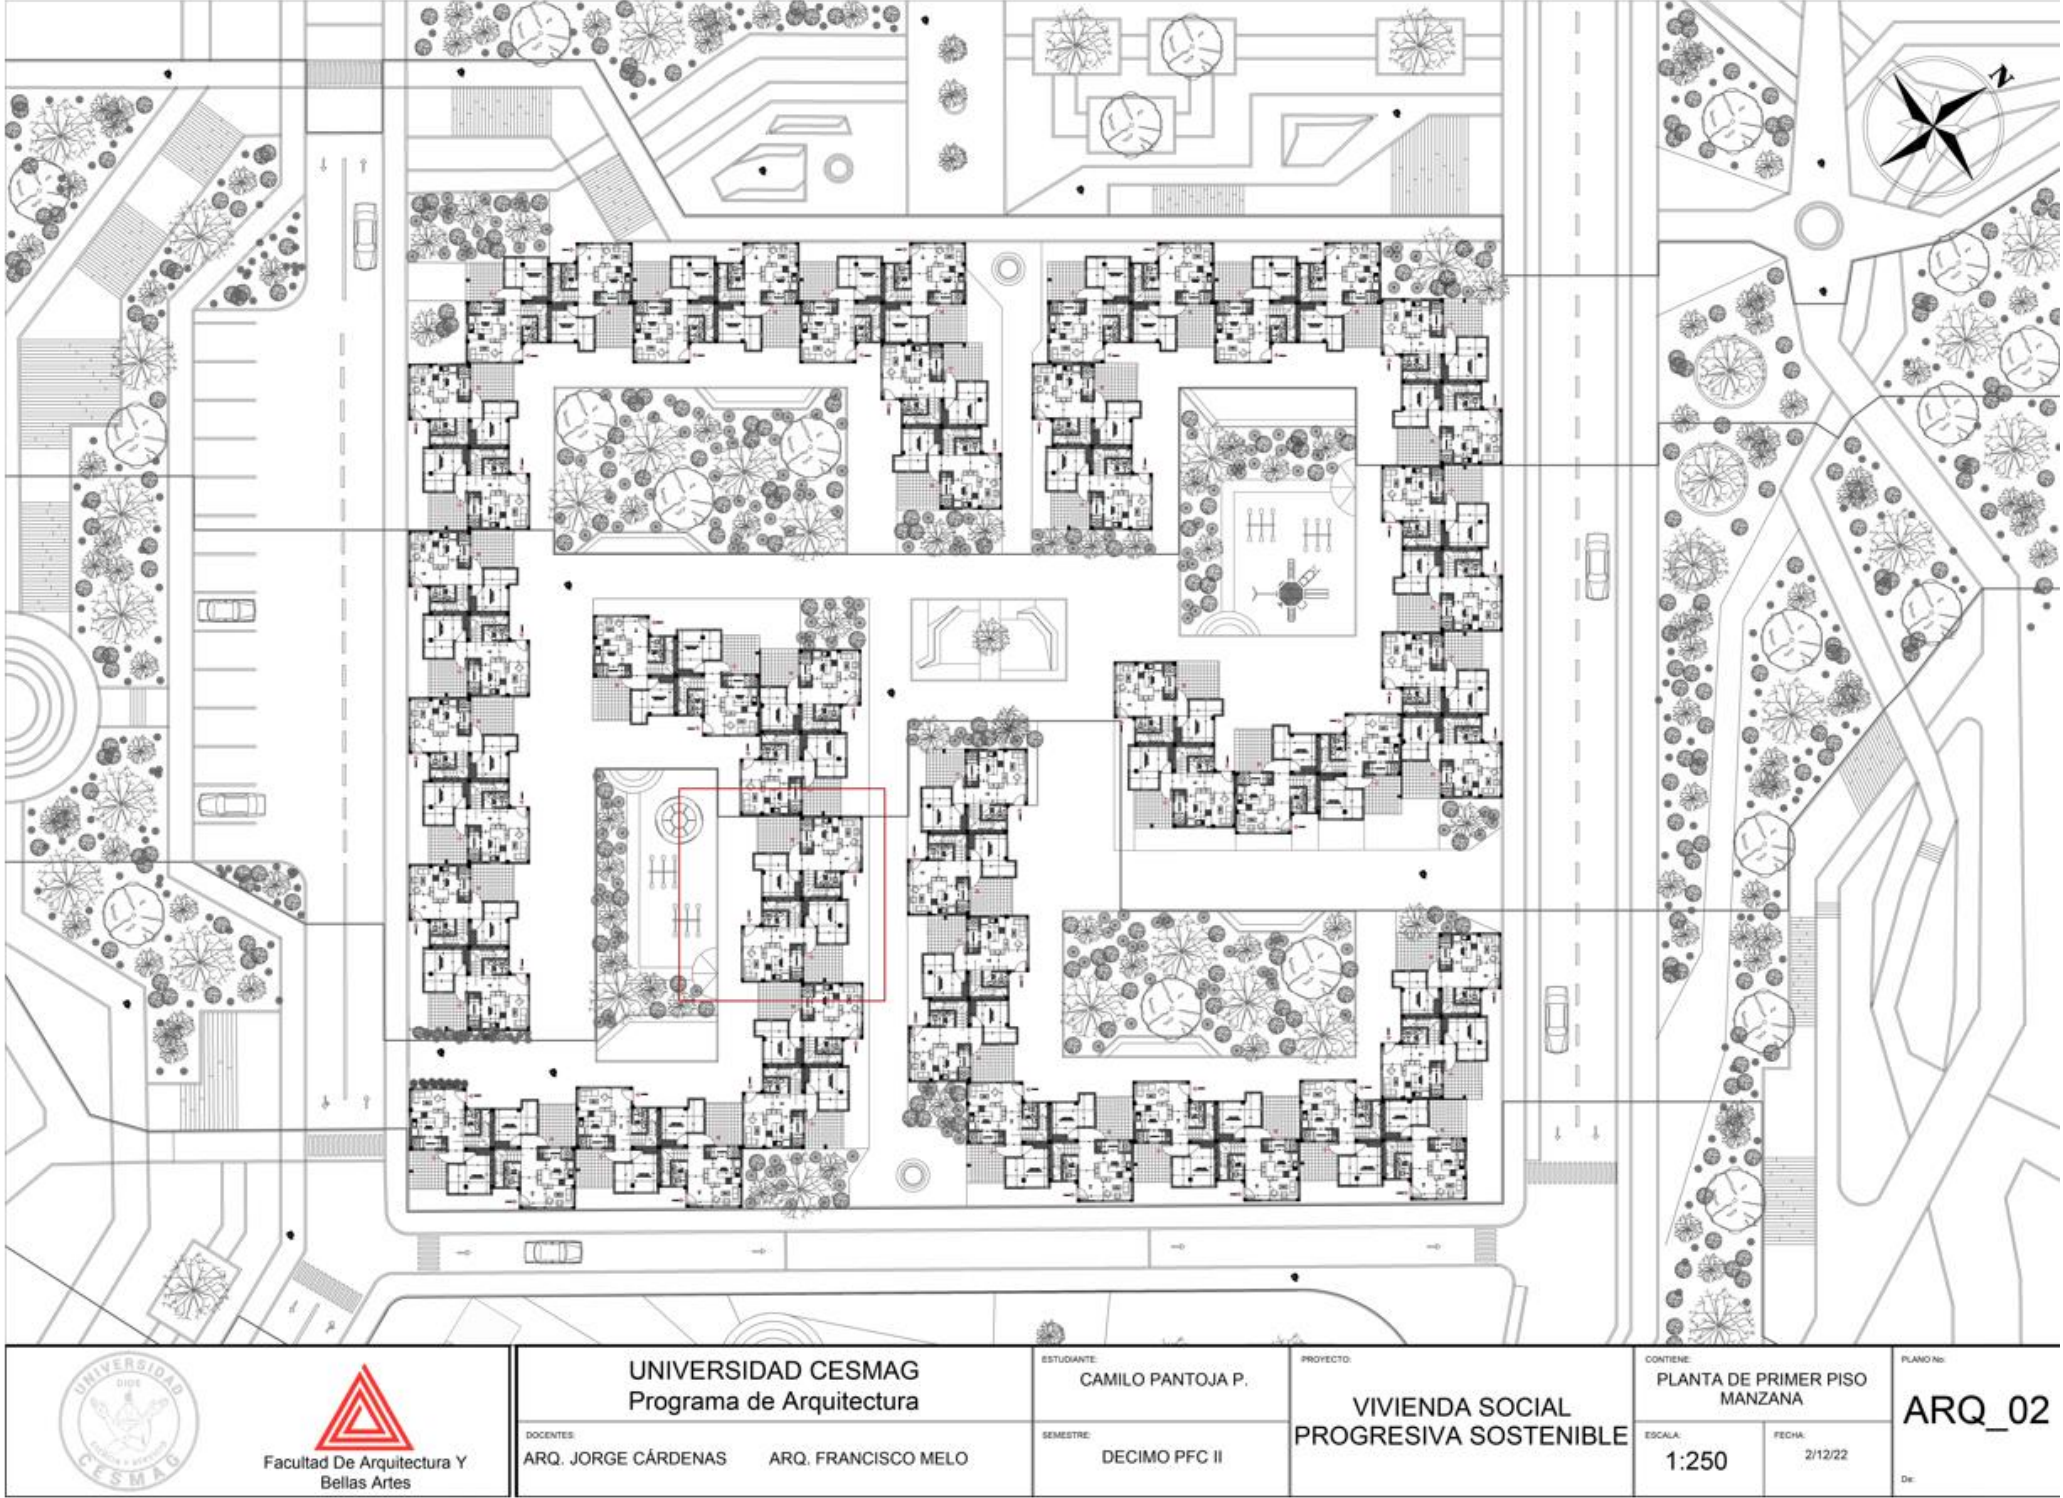 N
UNIVERSIDAD
DIOS
CESMAG
Facultad De Arquitectura Y
Bellas Artes
UNIVERSIDAD CESMAG
Programa de Arquitectura
DOCENTES:
ARQ. JORGE CÁRDENAS ARQ. FRANCISCO MELO
ESTUDIANTE:
CAMILO PANTOJA P.
SEMESTRE:
DECIMO PFC II
PROYECTO:
VIVIENDA SOCIAL
PROGRESIVA SOSTENIBLE
CONTIENE:
PLANTA DE PRIMER PISO
MANZANA
ESCALA:
1:250
FECHA:
2/12/22
PLANO No:
ARQ_02
De: